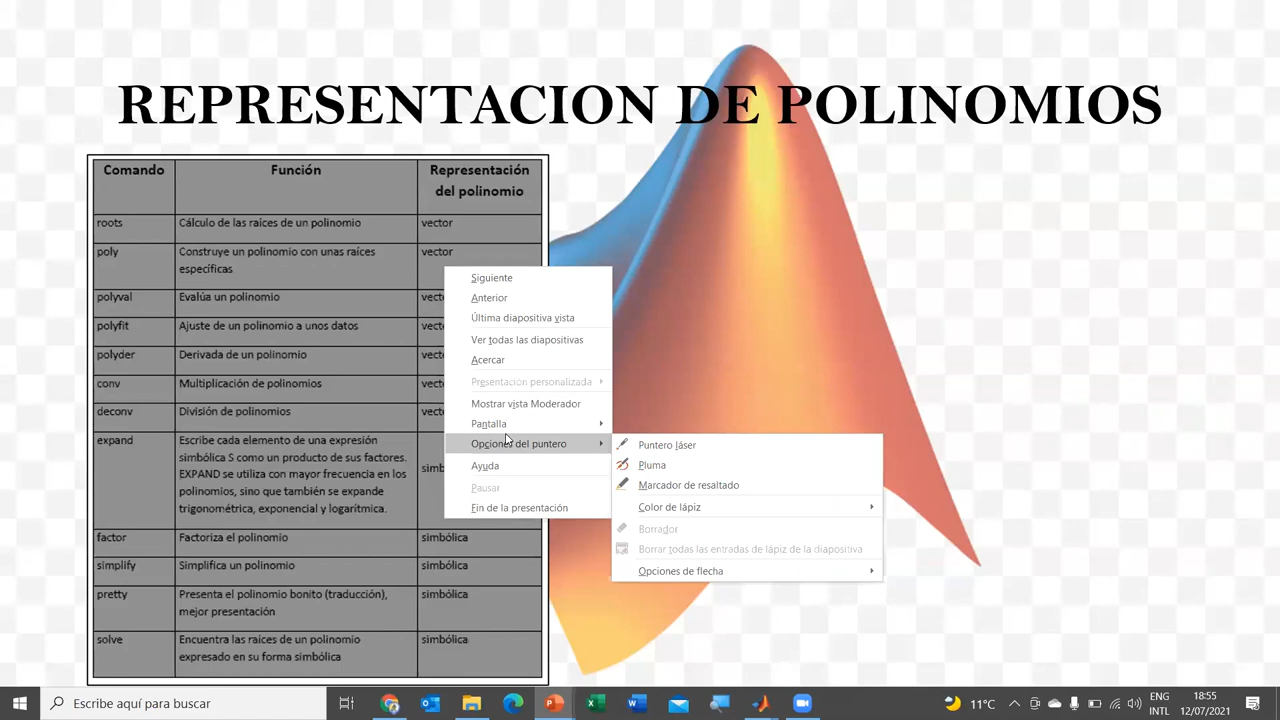 REPRESENTACION DE POLINOMIOS
Comando Función Representación
del polinomio
roots Cálculo de las raíces de un polinomio vector
poly Construye un polinomio con unas raíces vector
específicas
polyval Evalúa un polinomio
polyfit Ajuste de un polinomio a unos datos
polyder Derivada de un polinomio
conv Multiplicación de polinomios
deconv División de polinomios
expand Escribe cada elemento de una expresión
simbólica S como un producto de sus factores.
EXPAND se utiliza con mayor frecuencia en los
polinomios, sino que también se expande
trigonométrica, exponencial y logarítmica.
factor Factoriza el polinomio simbólica
simplify Simplifica un polinomio simbólica
pretty Presenta el polinomio bonito (traducción), simbólica
mejor presentación
solve Encuentra las raíces de un polinomio simbólica
expresado en su forma simbólica
Siguiente
Anterior
Última diapositiva vista
Ver todas las diapositivas
Acercar
Presentación personalizada
Mostrar vista Moderador
Pantalla
Opciones del puntero
Ayuda
Pausar
Fin de la presentación
Puntero láser
Pluma
Marcador de resaltado
Color de lápiz
Borrador
Borrar todas las entradas de lápiz de la diapositiva
Opciones de flecha
Escribe aquí para buscar
11°C
ENG
INTL
18:55
12/07/2021